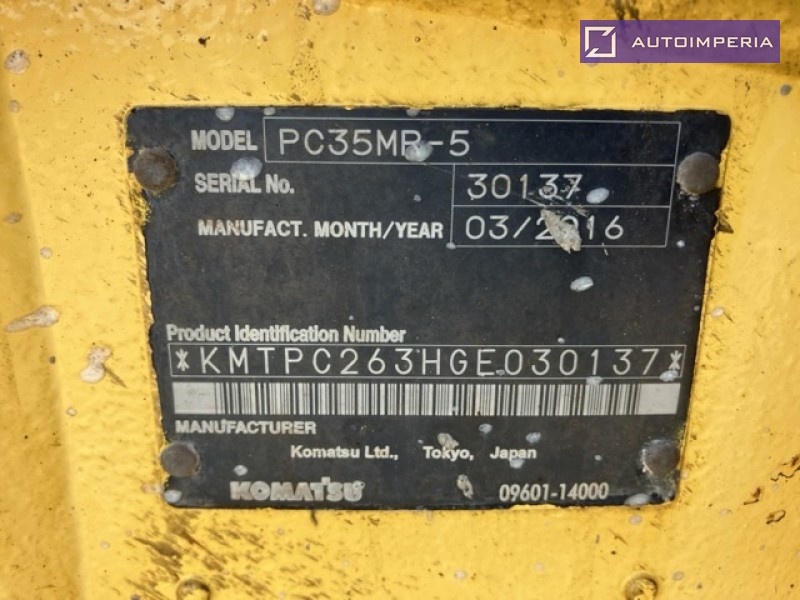 AUTOIMPERIA
MODEL PC35MR-5
SERIAL No. 30137
MANUFACT. MONTH/YEAR 03/2016
Product Identification Number
*KMTPC263HGE030137*
MANUFACTURER
Komatsu Ltd., Tokyo, Japan
KOMATSU 09601-14000